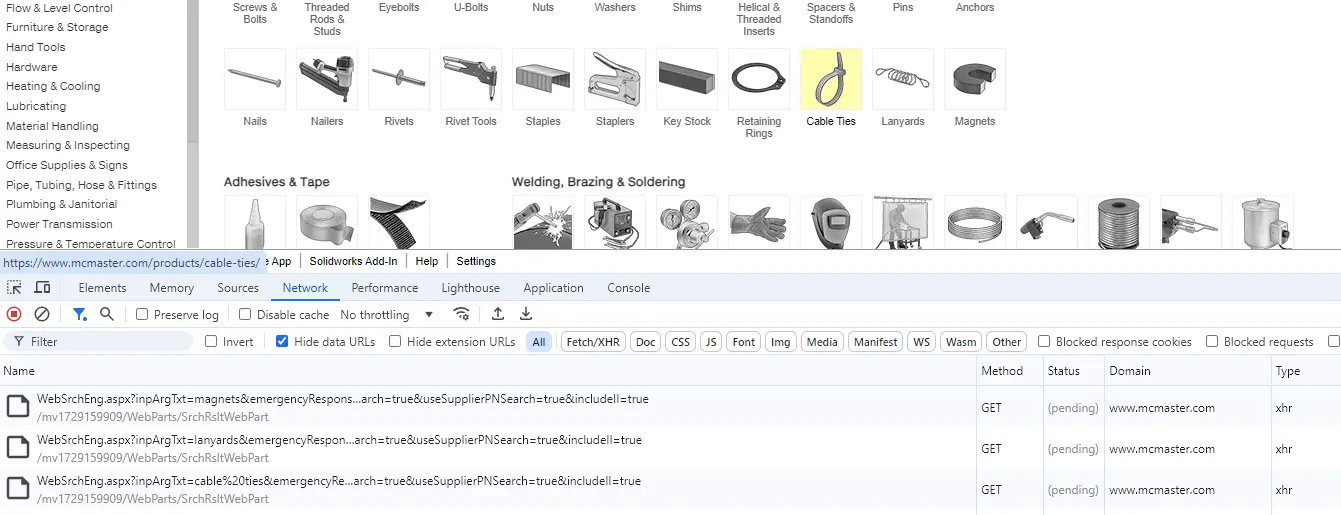 Flow & Level Control
Furniture & Storage
Hand Tools
Hardware
Heating & Cooling
Lubricating
Material Handling
Measuring & Inspecting
Office Supplies & Signs
Pipe, Tubing, Hose & Fittings
Plumbing & Janitorial
Power Transmission
Pressure & Temperature Control
Screws & Bolts
Threaded Rods & Studs
Eyebolts
U-Bolts
Nuts
Washers
Shims
Helical & Threaded Inserts
Spacers & Standoffs
Pins
Anchors
Nails
Nailers
Rivets
Rivet Tools
Staples
Staplers
Key Stock
Retaining Rings
Cable Ties
Lanyards
Magnets
Adhesives & Tape
Welding, Brazing & Soldering
https://www.mcmaster.com/products/cable-ties/
e App | Solidworks Add-In | Help | Settings
Elements Memory Sources Network Performance Lighthouse Application Console
Preserve log Disable cache No throttling
Filter Invert Hide data URLs Hide extension URLs All Fetch/XHR Doc CSS JS Font Img Media Manifest WS Wasm Other Blocked response cookies Blocked requests
Name Method Status Domain Type
WebSrchEng.aspx?inpArgTxt=magnets&emergencyRespons...arch=true&useSupplierPNSearch=true&includell=true
/mv1729159909/WebParts/SrchRsltWebPart
GET (pending) www.mcmaster.com xhr
WebSrchEng.aspx?inpArgTxt=lanyards&emergencyRespon...arch=true&useSupplierPNSearch=true&includell=true
/mv1729159909/WebParts/SrchRsltWebPart
GET (pending) www.mcmaster.com xhr
WebSrchEng.aspx?inpArgTxt=cable%20ties&emergencyRe...arch=true&useSupplierPNSearch=true&includell=true
/mv1729159909/WebParts/SrchRsltWebPart
GET (pending) www.mcmaster.com xhr